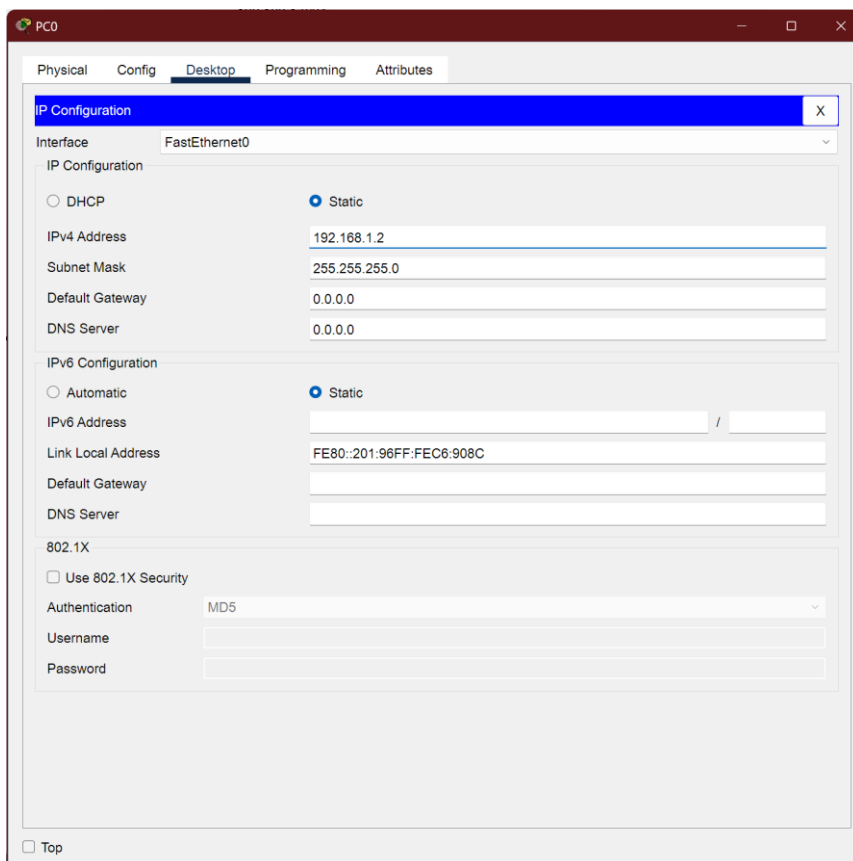 PC0
Physical Config Desktop Programming Attributes
IP Configuration X
Interface FastEthernet0
IP Configuration
DHCP Static
IPv4 Address 192.168.1.2
Subnet Mask 255.255.255.0
Default Gateway 0.0.0.0
DNS Server 0.0.0.0
IPv6 Configuration
Automatic Static
IPv6 Address /
Link Local Address FE80::201:96FF:FEC6:908C
Default Gateway
DNS Server
802.1X
Use 802.1X Security
Authentication MD5
Username
Password
Top